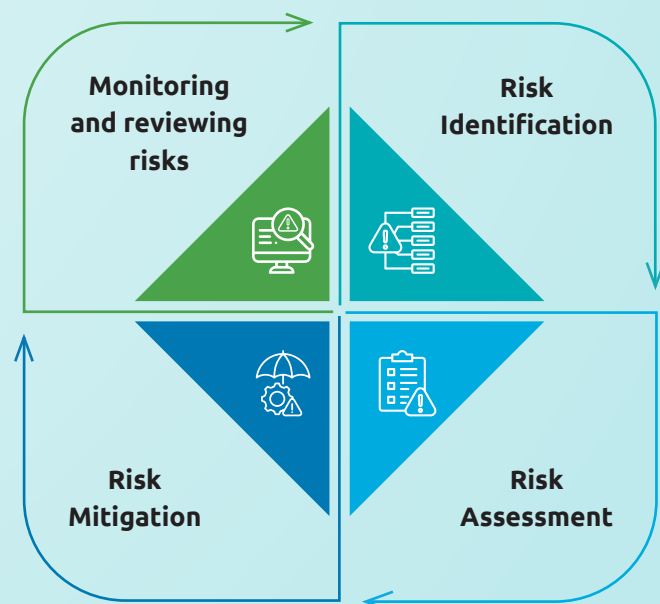 Monitoring
and reviewing
risks
Risk
Identification
Risk
Mitigation
Risk
Assessment